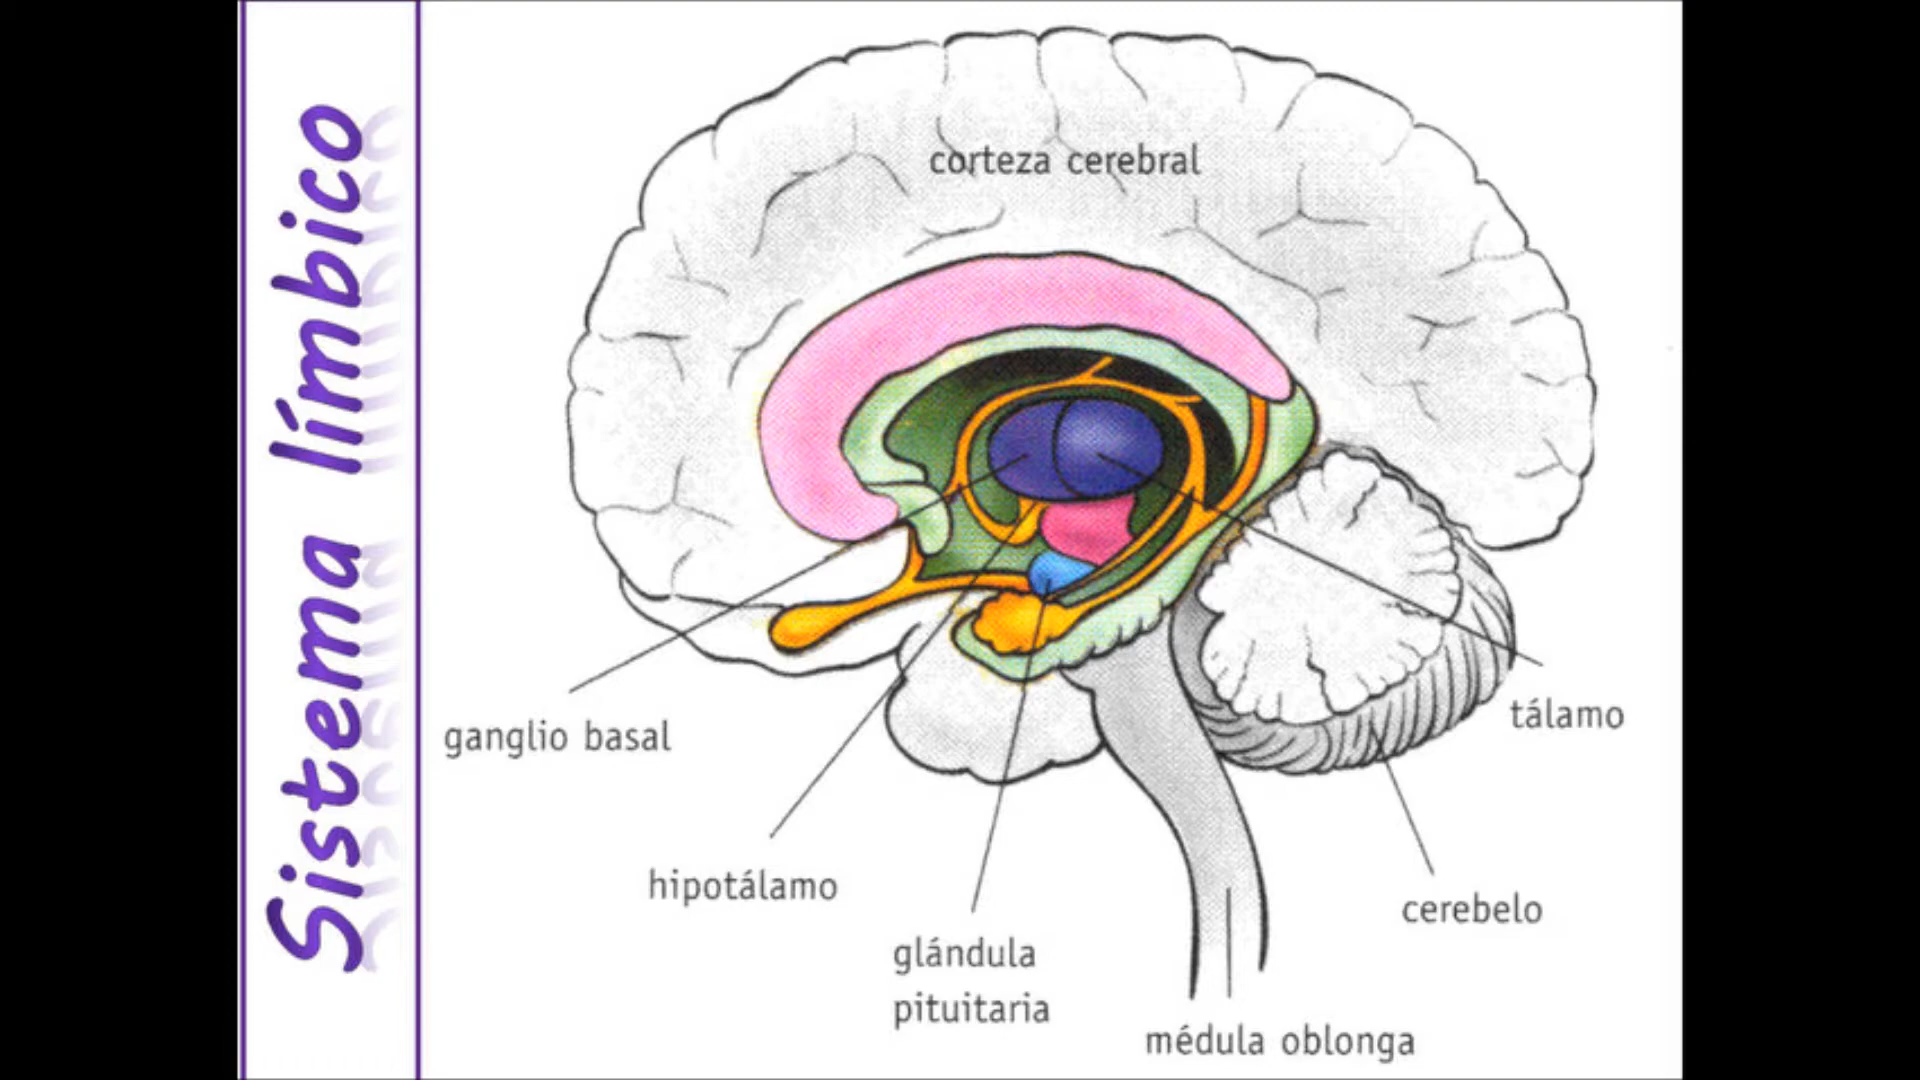 Sistema límbico
corteza cerebral
ganglio basal
tálamo
hipotálamo
cerebelo
glándula
pituitaria
médula oblonga